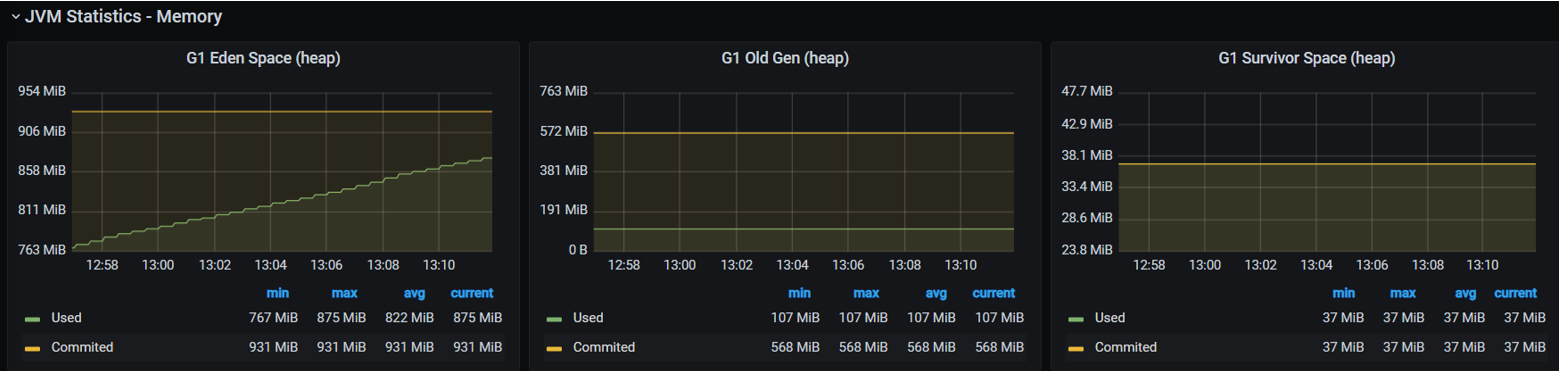 JVM Statistics - Memory
G1 Eden Space (heap)
954 MiB
906 MiB
858 MiB
811 MiB
763 MiB
12:58 13:00 13:02 13:04 13:06 13:08 13:10
min max avg current
Used 767 MiB 875 MiB 822 MiB 875 MiB
Commited 931 MiB 931 MiB 931 MiB 931 MiB
G1 Old Gen (heap)
763 MiB
572 MiB
381 MiB
191 MiB
0 B
12:58 13:00 13:02 13:04 13:06 13:08 13:10
min max avg current
Used 107 MiB 107 MiB 107 MiB 107 MiB
Commited 568 MiB 568 MiB 568 MiB 568 MiB
G1 Survivor Space (heap)
47.7 MiB
42.9 MiB
38.1 MiB
33.4 MiB
28.6 MiB
23.8 MiB
12:58 13:00 13:02 13:04 13:06 13:08 13:10
min max avg current
Used 37 MiB 37 MiB 37 MiB 37 MiB
Commited 37 MiB 37 MiB 37 MiB 37 MiB